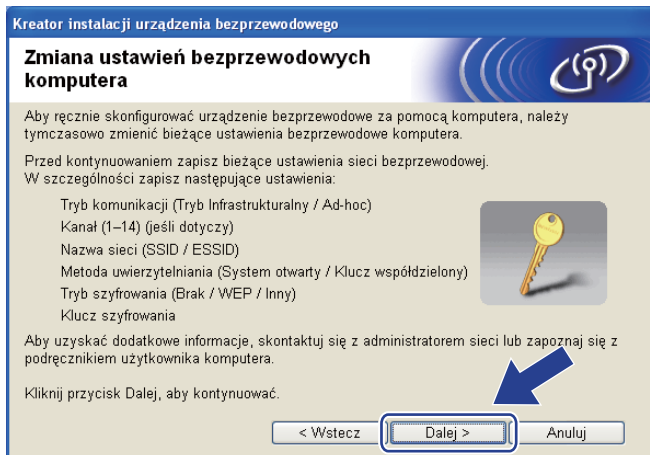 Kreator instalacji urządzenia bezprzewodowego
Zmiana ustawień bezprzewodowych
komputera
Aby ręcznie skonfigurować urządzenie bezprzewodowe za pomocą komputera, należy
tymczasowo zmienić bieżące ustawienia bezprzewodowe komputera.
Przed kontynuowaniem zapisz bieżące ustawienia sieci bezprzewodowej.
W szczególności zapisz następujące ustawienia:
Tryb komunikacji (Tryb Infrastrukturalny / Ad-hoc)
Kanał (1–14) (jeśli dotyczy)
Nazwa sieci (SSID / ESSID)
Metoda uwierzytelniania (System otwarty / Klucz współdzielony)
Tryb szyfrowania (Brak / WEP / Inny)
Klucz szyfrowania
Aby uzyskać dodatkowe informacje, skontaktuj się z administratorem sieci lub zapoznaj się z
podręcznikiem użytkownika komputera.
Kliknij przycisk Dalej, aby kontynuować.
< Wstecz Dalej > Anuluj